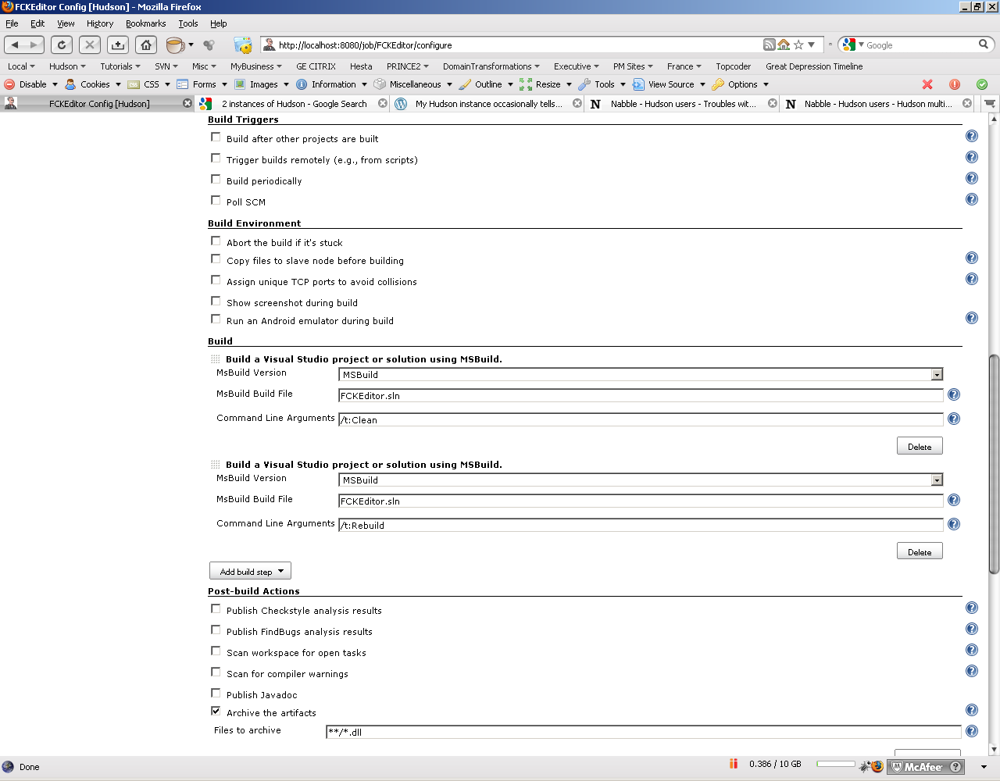 FCKEditor Config [Hudson] - Mozilla Firefox
File Edit View History Bookmarks Tools Help
http://localhost:8080/job/FCKEditor/configure Google
Local Hudson Tutorials SVN Misc MyBusiness GE CITRIX Hesta PRINCE2 DomainTransformations Executive PM Sites France Topcoder Great Depression Timeline
Disable Cookies CSS Forms Images Information Miscellaneous Outline Resize Tools View Source Options
FCKEditor Config [Hudson] 2 instances of Hudson - Google Search My Hudson instance occasionally tells... N Nabble - Hudson users - Troubles wit... N Nabble - Hudson users - Hudson multi...
Build Triggers
Build after other projects are built
Trigger builds remotely (e.g., from scripts)
Build periodically
Poll SCM
Build Environment
Abort the build if it's stuck
Copy files to slave node before building
Assign unique TCP ports to avoid collisions
Show screenshot during build
Run an Android emulator during build
Build
Build a Visual Studio project or solution using MSBuild.
MsBuild Version MSBuild
MsBuild Build File FCKEditor.sln
Command Line Arguments /t:Clean
Delete
Build a Visual Studio project or solution using MSBuild.
MsBuild Version MSBuild
MsBuild Build File FCKEditor.sln
Command Line Arguments /t:Rebuild
Delete
Add build step
Post-build Actions
Publish Checkstyle analysis results
Publish FindBugs analysis results
Scan workspace for open tasks
Scan for compiler warnings
Publish Javadoc
Archive the artifacts
Files to archive **/*.dll
Done 0.386 / 10 GB McAfee